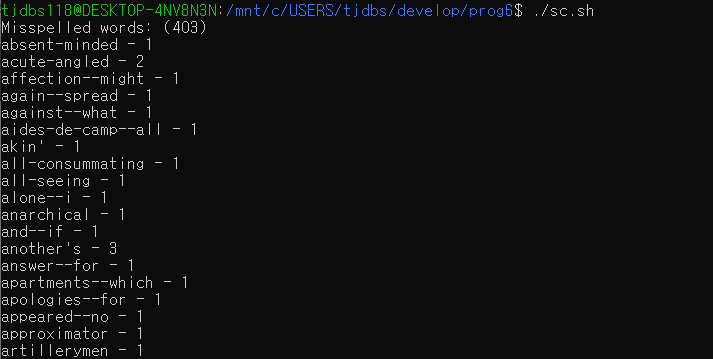 tjdbs118@DESKTOP-4NV8N3N:/mnt/c/USERS/tjdbs/develop/prog6$ ./sc.sh
Misspelled words: (403)
absent-minded - 1
acute-angled - 2
affection--might - 1
again--spread - 1
against--what - 1
aides-de-camp--all - 1
akin' - 1
all-consummating - 1
all-seeing - 1
alone--i - 1
anarchical - 1
and--if - 1
another's - 3
answer--for - 1
apartments--which - 1
apologies--for - 1
appeared--no - 1
approximator - 1
artillerymen - 1